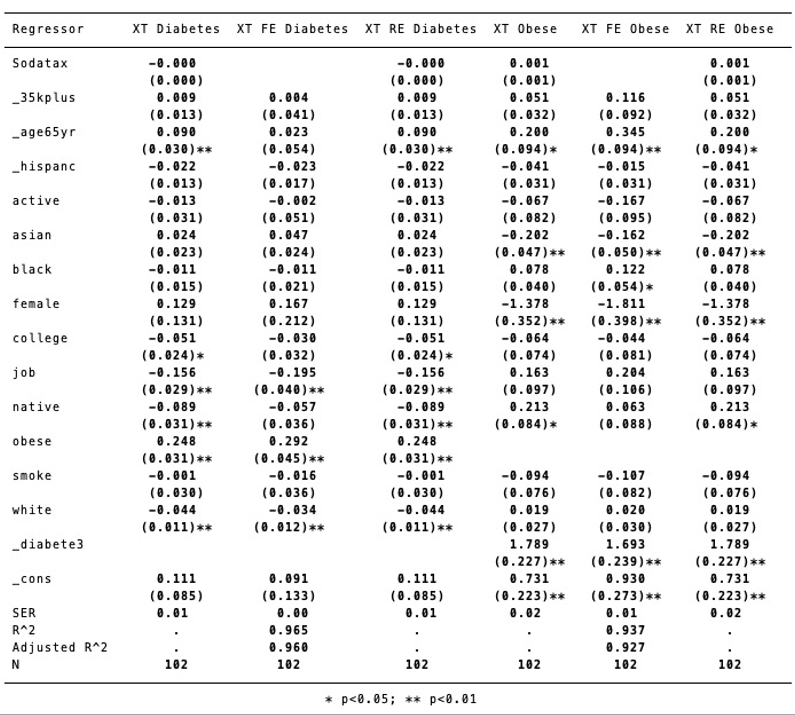 Regressor XT Diabetes XT FE Diabetes XT RE Diabetes XT Obese XT FE Obese XT RE Obese
Sodatax -0.000 -0.000 0.001 0.001
(0.000) (0.000) (0.001) (0.001)
_35kplus 0.009 0.004 0.009 0.051 0.116 0.051
(0.013) (0.041) (0.013) (0.032) (0.092) (0.032)
_age65yr 0.090 0.023 0.090 0.200 0.345 0.200
(0.030)** (0.054) (0.030)** (0.094)* (0.094)** (0.094)*
_hispanc -0.022 -0.023 -0.022 -0.041 -0.015 -0.041
(0.013) (0.017) (0.013) (0.031) (0.031) (0.031)
active -0.013 -0.002 -0.013 -0.067 -0.167 -0.067
(0.031) (0.051) (0.031) (0.082) (0.095) (0.082)
asian 0.024 0.047 0.024 -0.202 -0.162 -0.202
(0.023) (0.024) (0.023) (0.047)** (0.050)** (0.047)**
black -0.011 -0.011 -0.011 0.078 0.122 0.078
(0.015) (0.021) (0.015) (0.040) (0.054)* (0.040)
female 0.129 0.167 0.129 -1.378 -1.811 -1.378
(0.131) (0.212) (0.131) (0.352)** (0.398)** (0.352)**
college -0.051 -0.030 -0.051 -0.064 -0.044 -0.064
(0.024)* (0.032) (0.024)* (0.074) (0.081) (0.074)
job -0.156 -0.195 -0.156 0.163 0.204 0.163
(0.029)** (0.040)** (0.029)** (0.097) (0.106) (0.097)
native -0.089 -0.057 -0.089 0.213 0.063 0.213
(0.031)** (0.036) (0.031)** (0.084)* (0.088) (0.084)*
obese 0.248 0.292 0.248
(0.031)** (0.045)** (0.031)**
smoke -0.001 -0.016 -0.001 -0.094 -0.107 -0.094
(0.030) (0.036) (0.030) (0.076) (0.082) (0.076)
white -0.044 -0.034 -0.044 0.019 0.020 0.019
(0.011)** (0.012)** (0.011)** (0.027) (0.030) (0.027)
_diabete3 1.789 1.693 1.789
(0.227)** (0.239)** (0.227)**
_cons 0.111 0.091 0.111 0.731 0.930 0.731
(0.085) (0.133) (0.085) (0.223)** (0.273)** (0.223)**
SER 0.01 0.00 0.01 0.02 0.01 0.02
R^2 . 0.965 . . 0.937 .
Adjusted R^2 . 0.960 . . 0.927 .
N 102 102 102 102 102 102
* p<0.05; ** p<0.01